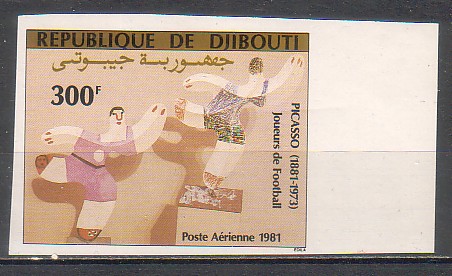 REPUBLIQUE DE DJIBOUTI
جمهورية جيبوتي
300F
PICASSO (1881-1973)
Joueurs de Football
Poste Aérienne 1981